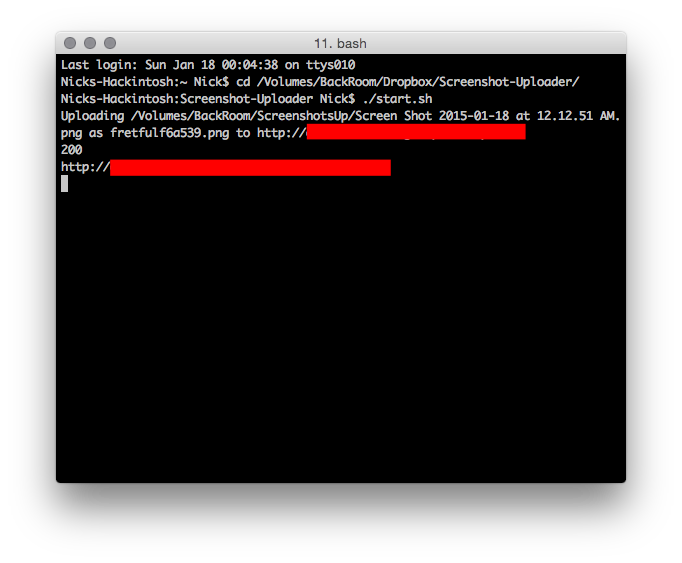 11. bash
Last login: Sun Jan 18 00:04:38 on ttys010
Nicks-Hackintosh:~ Nick$ cd /Volumes/BackRoom/Dropbox/Screenshot-Uploader/
Nicks-Hackintosh:Screenshot-Uploader Nick$ ./start.sh
Uploading /Volumes/BackRoom/ScreenshotsUp/Screen Shot 2015-01-18 at 12.12.51 AM.
png as fretfulf6a539.png to http://
200
http://